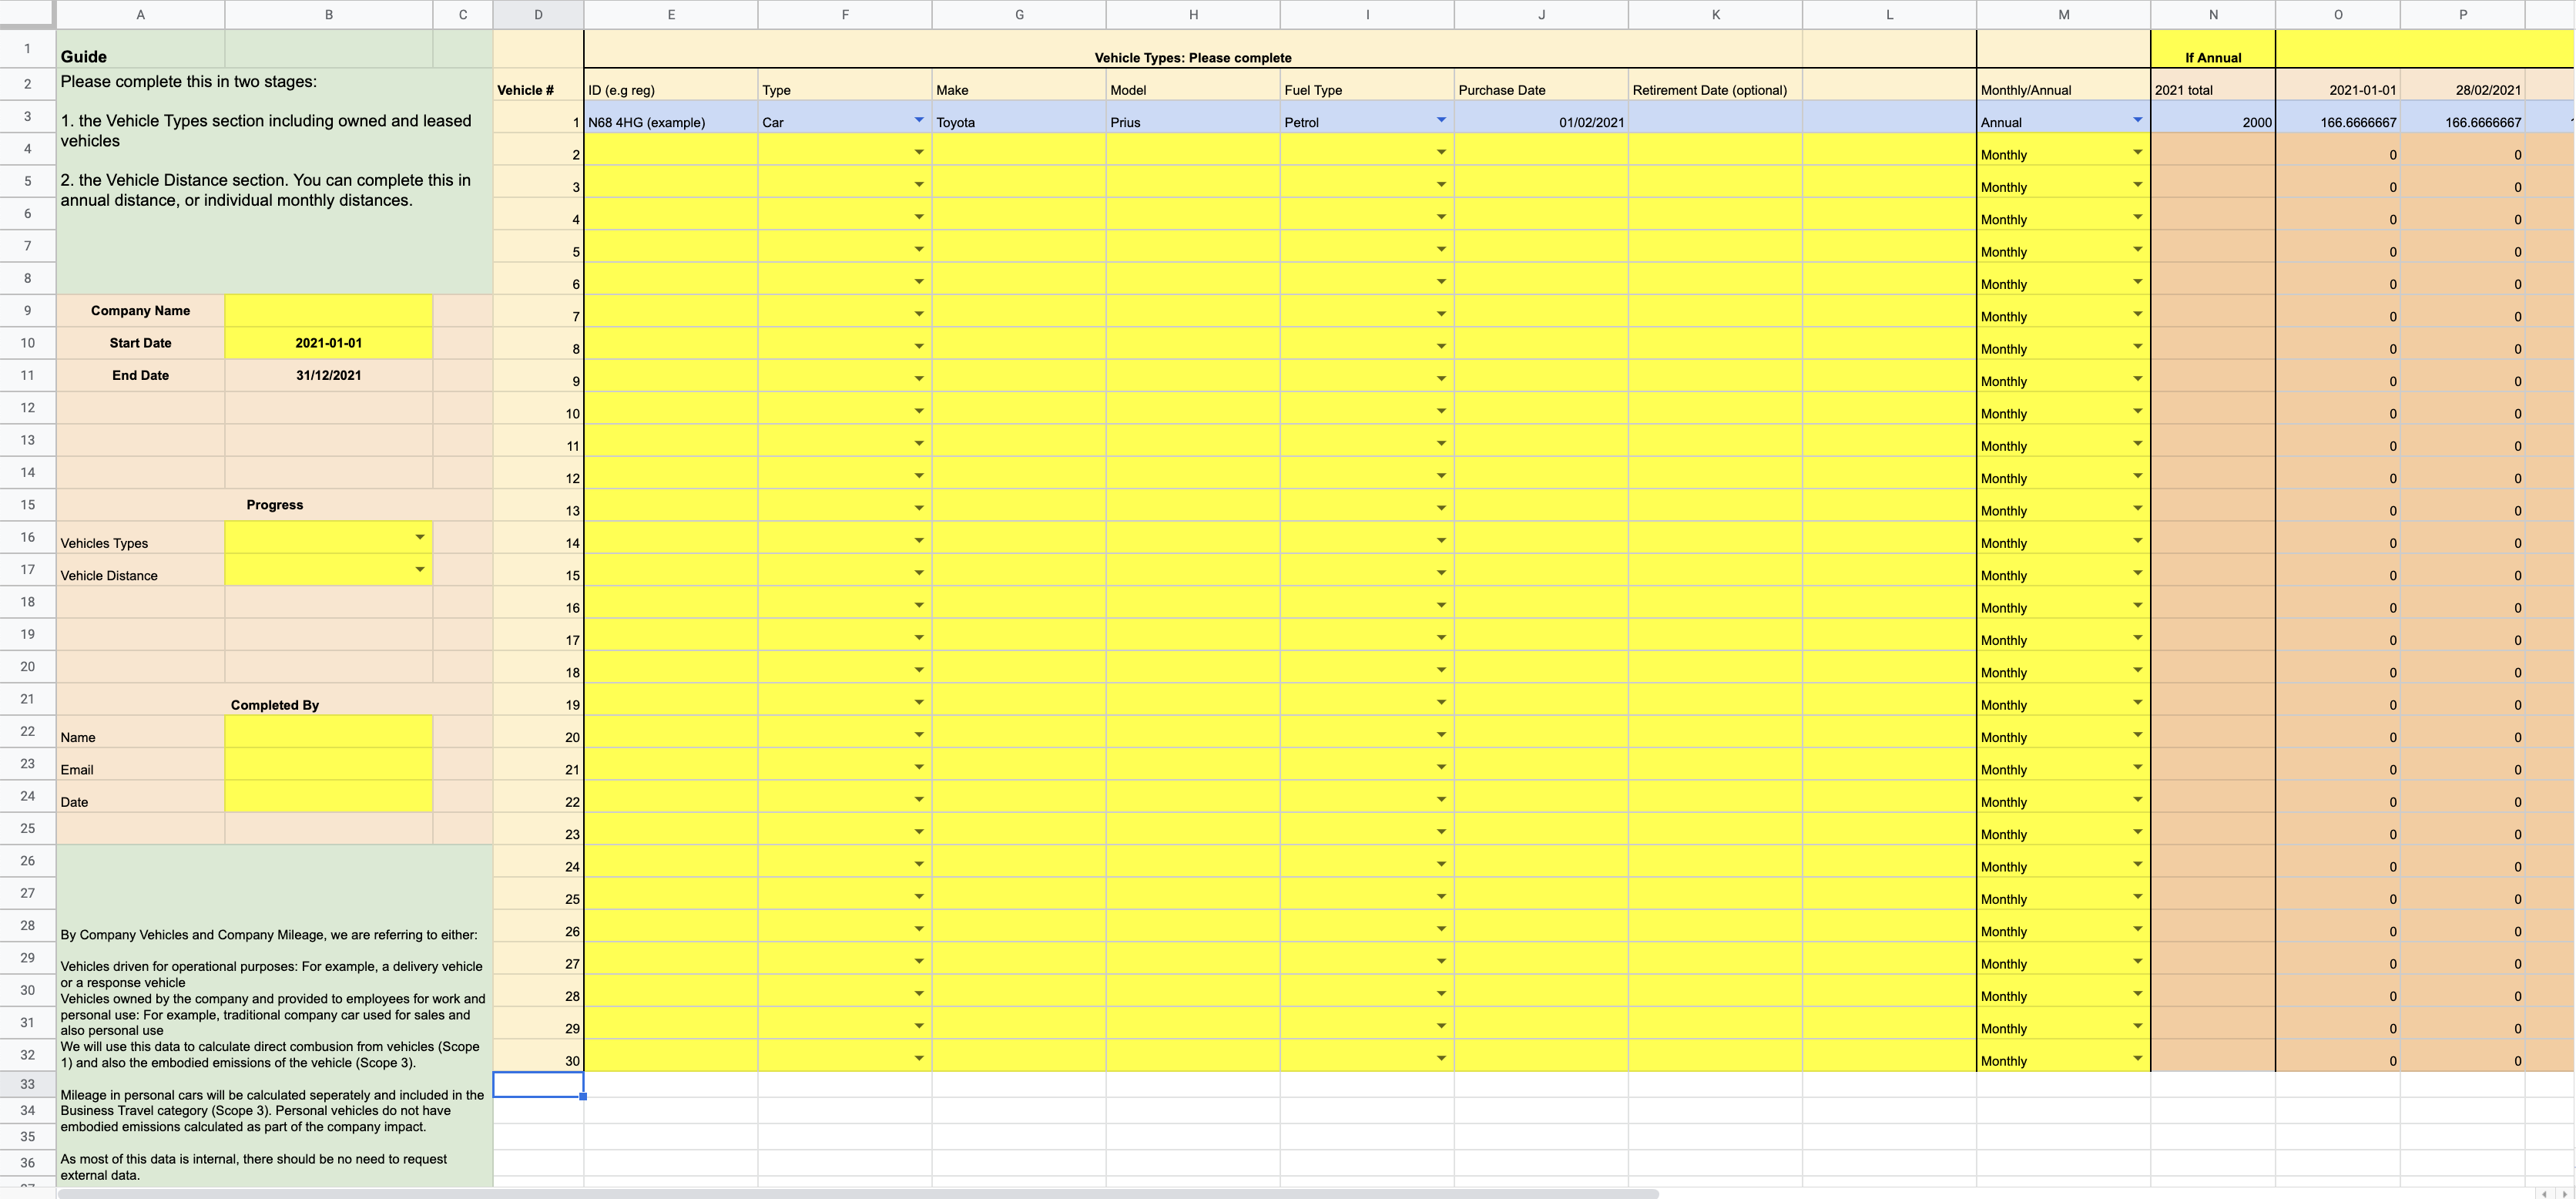 A B C D E F G H I J K L M N O P
1 Guide Vehicle Types: Please complete If Annual
2 Please complete this in two stages: Vehicle # ID (e.g reg) Type Make Model Fuel Type Purchase Date Retirement Date (optional) Monthly/Annual 2021 total 2021-01-01 28/02/2021
3 1 N68 4HG (example) Car Toyota Prius Petrol 01/02/2021 Annual 2000 166.6666667 166.6666667
1. the Vehicle Types section including owned and leased
vehicles
4 2 Monthly 0 0
2. the Vehicle Distance section. You can complete this in
annual distance, or individual monthly distances.
5 3 Monthly 0 0
6 4 Monthly 0 0
7 5 Monthly 0 0
8 6 Monthly 0 0
9 Company Name 7 Monthly 0 0
10 Start Date 2021-01-01 8 Monthly 0 0
11 End Date 31/12/2021 9 Monthly 0 0
12 10 Monthly 0 0
13 11 Monthly 0 0
14 12 Monthly 0 0
15 Progress 13 Monthly 0 0
16 Vehicles Types 14 Monthly 0 0
17 Vehicle Distance 15 Monthly 0 0
18 16 Monthly 0 0
19 17 Monthly 0 0
20 18 Monthly 0 0
21 Completed By 19 Monthly 0 0
22 Name 20 Monthly 0 0
23 Email 21 Monthly 0 0
24 Date 22 Monthly 0 0
25 23 Monthly 0 0
26 24 Monthly 0 0
27 25 Monthly 0 0
28 26 Monthly 0 0
29 27 Monthly 0 0
30 28 Monthly 0 0
31 29 Monthly 0 0
32 30 Monthly 0 0
33
34
35
36
By Company Vehicles and Company Mileage, we are referring to either:
Vehicles driven for operational purposes: For example, a delivery vehicle
or a response vehicle
Vehicles owned by the company and provided to employees for work and
personal use: For example, traditional company car used for sales and
also personal use
We will use this data to calculate direct combusion from vehicles (Scope
1) and also the embodied emissions of the vehicle (Scope 3).
Mileage in personal cars will be calculated seperately and included in the
Business Travel category (Scope 3). Personal vehicles do not have
embodied emissions calculated as part of the company impact.
As most of this data is internal, there should be no need to request
external data.